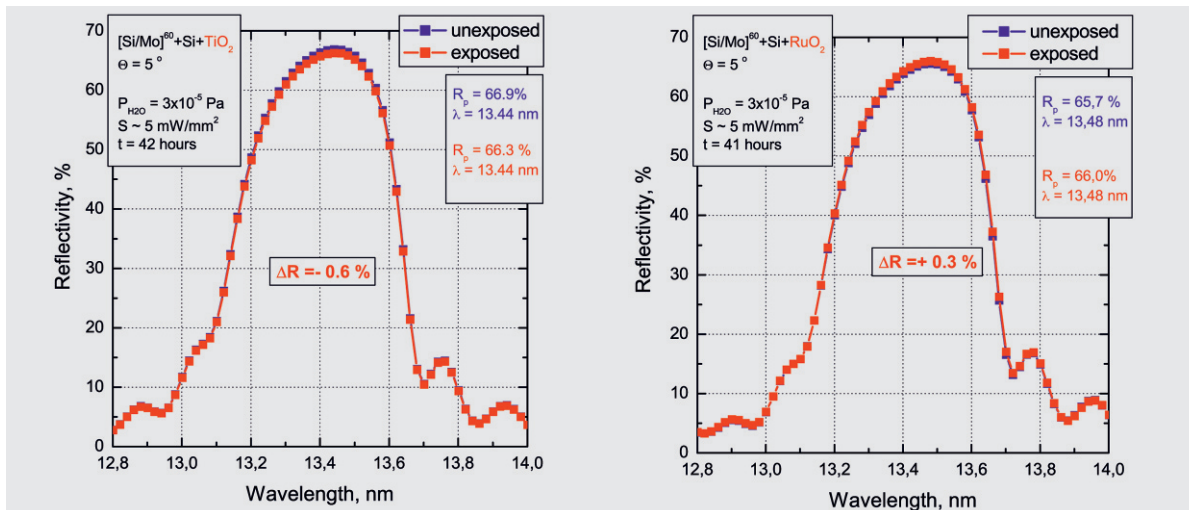 [Si/Mo]⁶⁰+Si+TiO₂
Θ = 5 °
P_H2O = 3x10⁻⁵ Pa
S ~ 5 mW/mm²
t = 42 hours
unexposed
exposed
Rₚ = 66.9%
λ = 13.44 nm
Rₚ = 66.3 %
λ = 13.44 nm
ΔR =- 0.6 %
Reflectivity, %
70
60
50
40
30
20
10
0
12,8 13,0 13,2 13,4 13,6 13,8 14,0
Wavelength, nm
[Si/Mo]⁶⁰+Si+RuO₂
Θ = 5 °
P_H2O = 3x10⁻⁵ Pa
S ~ 5 mW/mm²
t = 41 hours
unexposed
exposed
Rₚ = 65,7 %
λ = 13,48 nm
Rₚ = 66,0%
λ = 13,48 nm
ΔR =+ 0.3 %
Reflectivity, %
70
60
50
40
30
20
10
0
12,8 13,0 13,2 13,4 13,6 13,8 14,0
Wavelength, nm